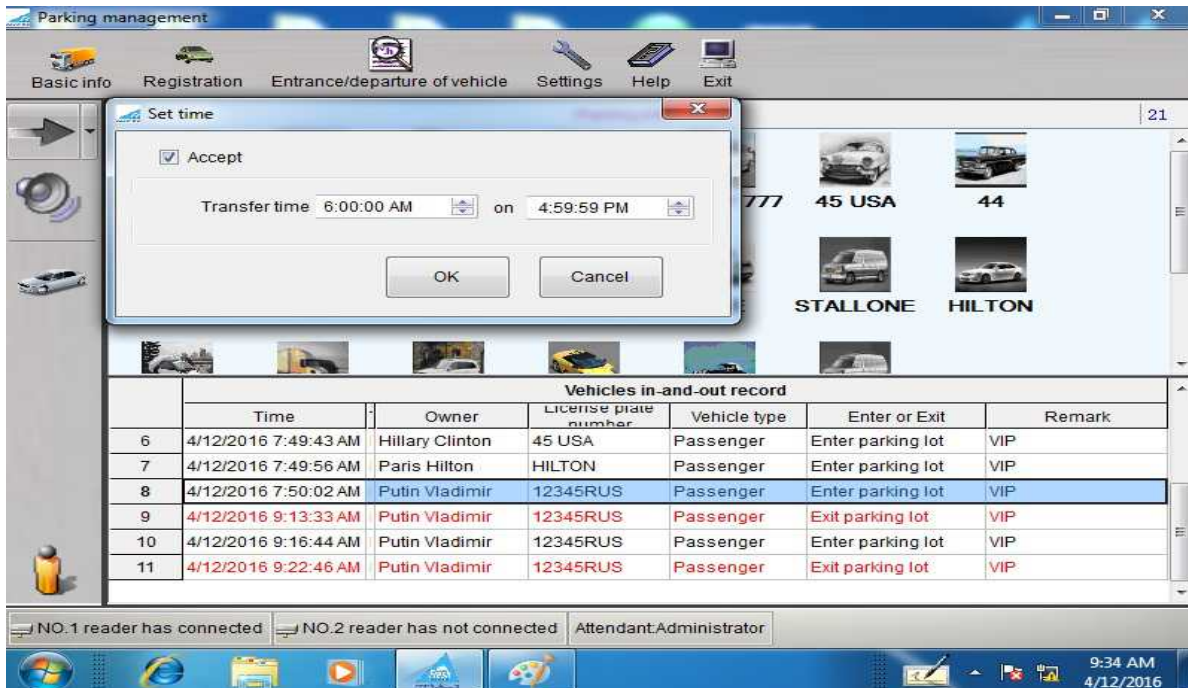 Parking management
Basic info Registration Entrance/departure of vehicle Settings Help Exit
Set time
21
Accept
Transfer time 6:00:00 AM on 4:59:59 PM
OK Cancel
777 45 USA 44
STALLONE HILTON
Vehicles in-and-out record
Time Owner License plate number Vehicle type Enter or Exit Remark
6 4/12/2016 7:49:43 AM Hillary Clinton 45 USA Passenger Enter parking lot VIP
7 4/12/2016 7:49:56 AM Paris Hilton HILTON Passenger Enter parking lot VIP
8 4/12/2016 7:50:02 AM Putin Vladimir 12345RUS Passenger Enter parking lot VIP
9 4/12/2016 9:13:33 AM Putin Vladimir 12345RUS Passenger Exit parking lot VIP
10 4/12/2016 9:16:44 AM Putin Vladimir 12345RUS Passenger Enter parking lot VIP
11 4/12/2016 9:22:46 AM Putin Vladimir 12345RUS Passenger Exit parking lot VIP
NO.1 reader has connected NO.2 reader has not connected Attendant:Administrator
9:34 AM
4/12/2016